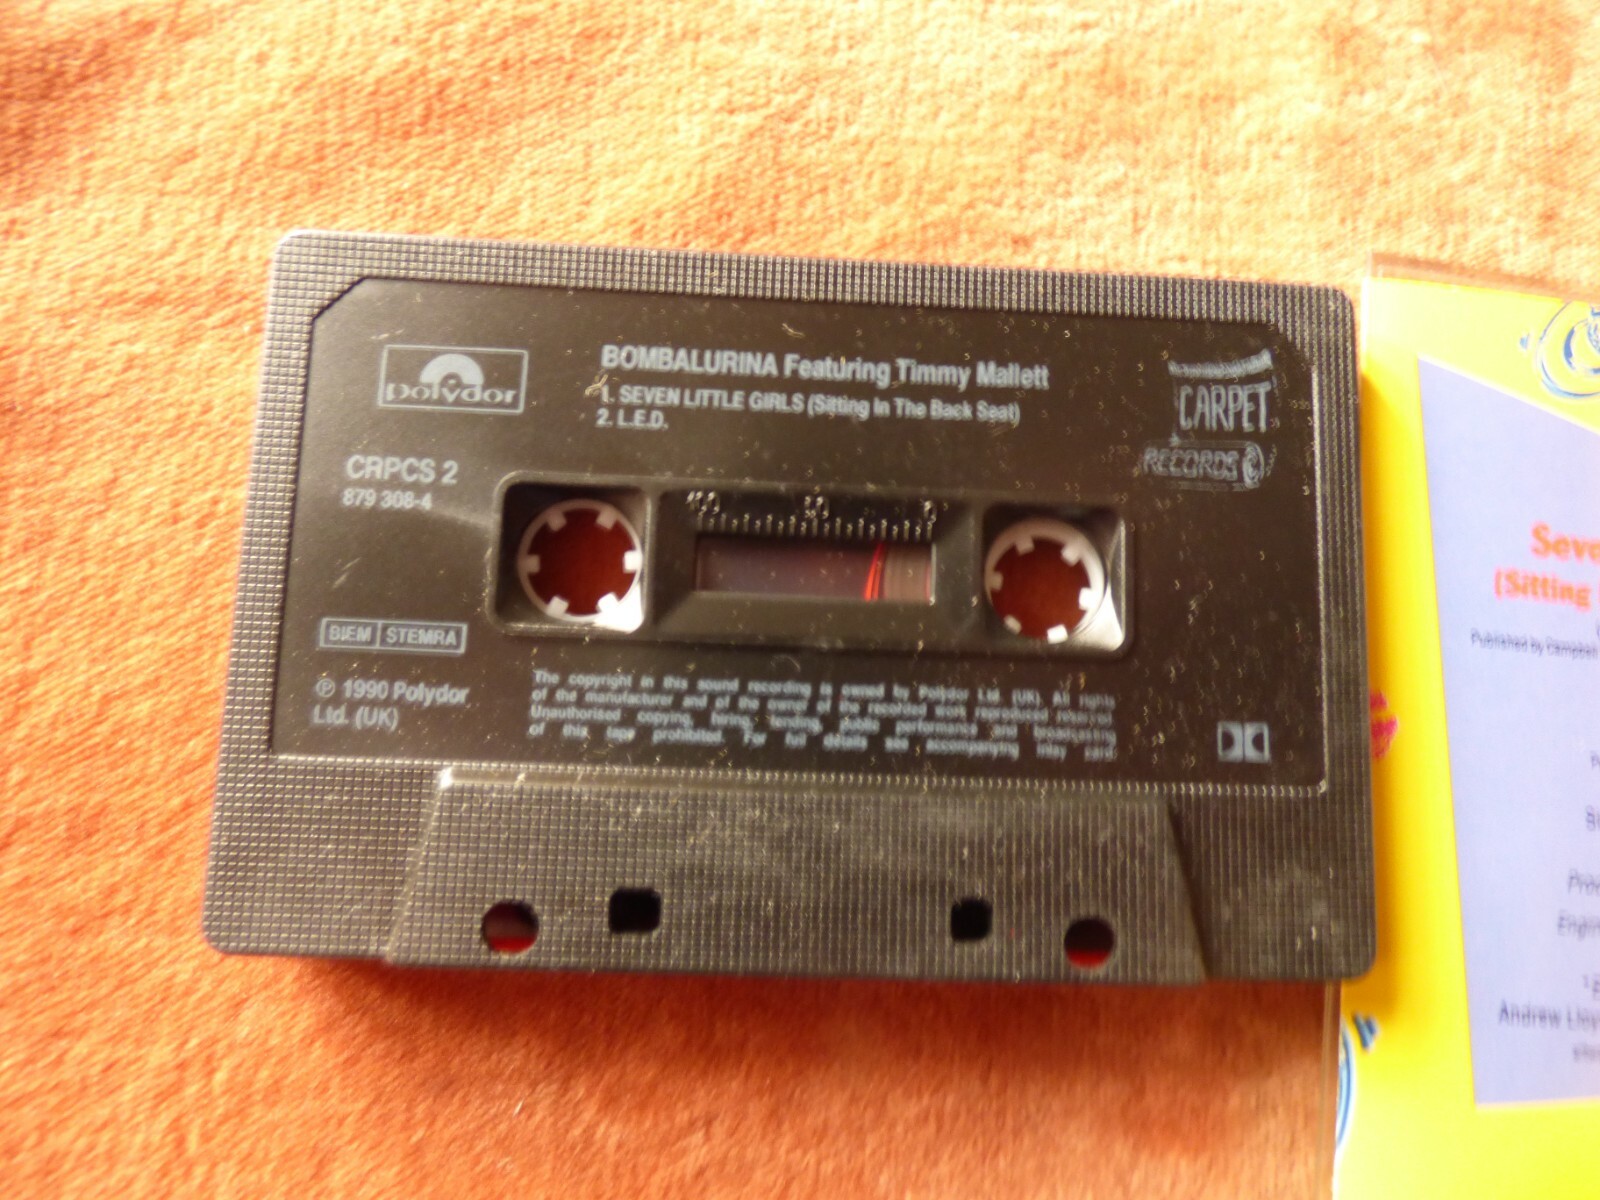 polydor
BOMBALURINA Featuring Timmy Mallett
1. SEVEN LITTLE GIRLS (Sitting In The Back Seat)
2. L.E.D.
CARPET
RECORDS
CRPCS 2
879 308-4
100 50 0
BIEM STEMRA
℗ 1990 Polydor
Ltd. (UK)
The copyright in this sound recording is owned by Polydor Ltd. (UK). All rights
of the manufacturer and of the owner of the recorded work reproduced reserved.
Unauthorised copying, hiring, lending, public performance and broadcasting
of this tape prohibited. For full details see accompanying inlay card.
(Sitting
Published by Campbell
Andrew